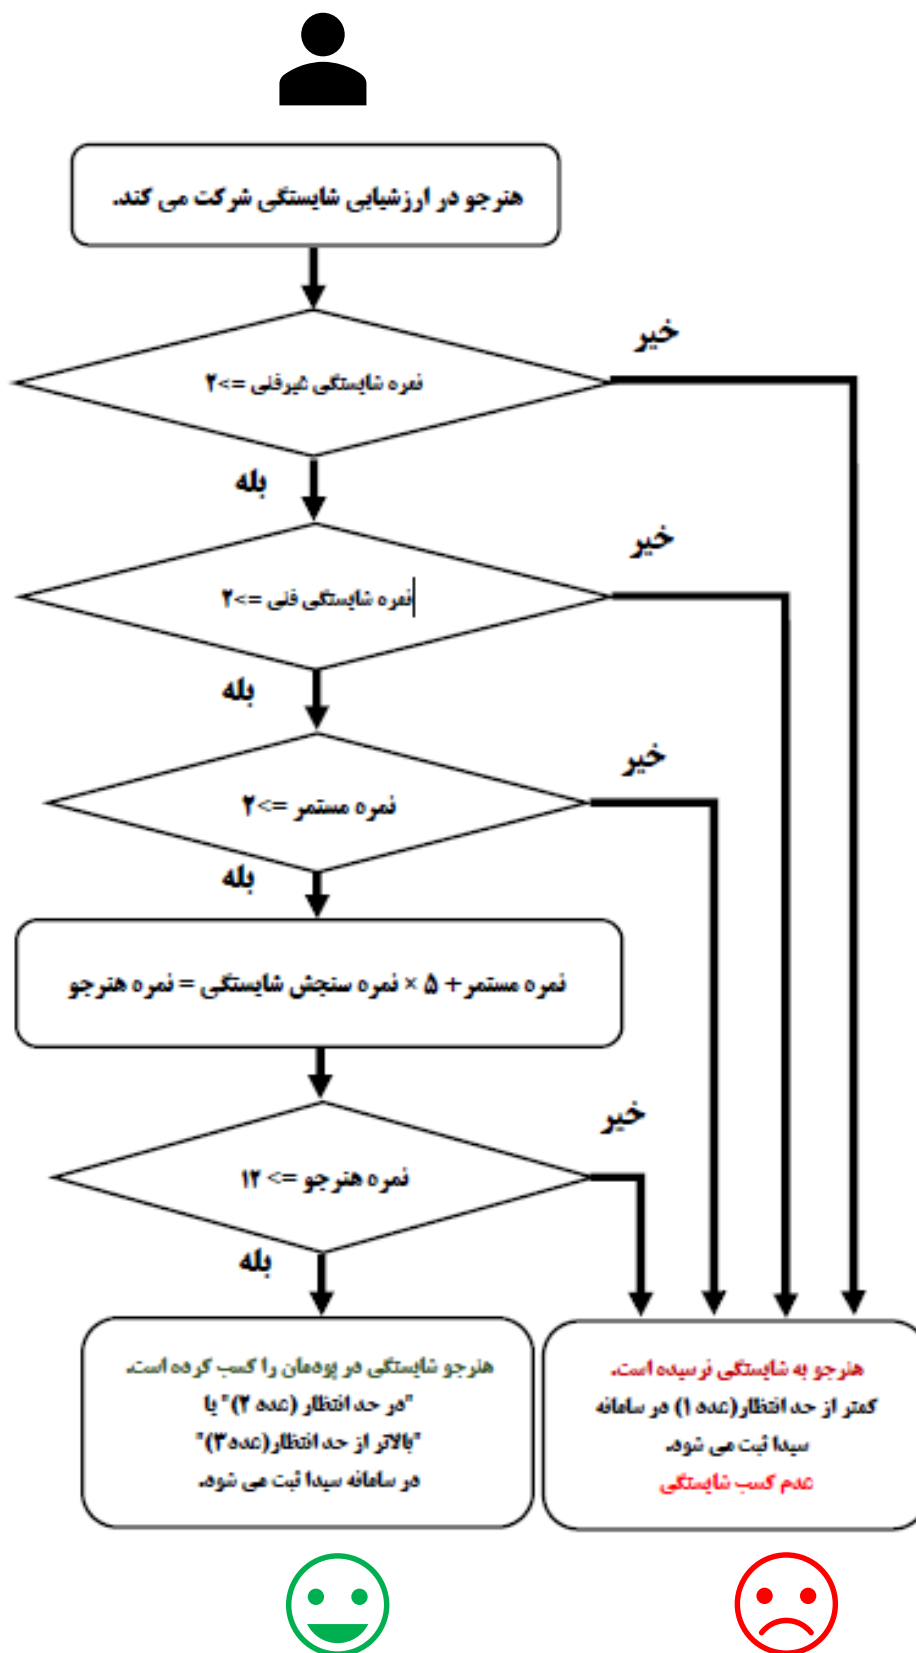 هنرجو در ارزشیابی شایستگی شرکت می کند.
خیر
نمره شایستگی غیرفنی =>۲
بله
خیر
نمره شایستگی فنی =>۲
بله
خیر
نمره مستمر =>۲
بله
نمره مستمر + ۵ × نمره سنجش شایستگی = نمره هنرجو
خیر
نمره هنرجو => ۱۲
بله
هنرجو شایستگی در پودمان را کسب کرده است.
"در حد انتظار (عدد ۲)" یا
"بالاتر از حد انتظار(عدد۳)"
در سامانه سیدا ثبت می شود.
هنرجو به شایستگی نرسیده است.
کمتر از حد انتظار(عدد ۱) در سامانه
سیدا ثبت می شود.
عدم کسب شایستگی